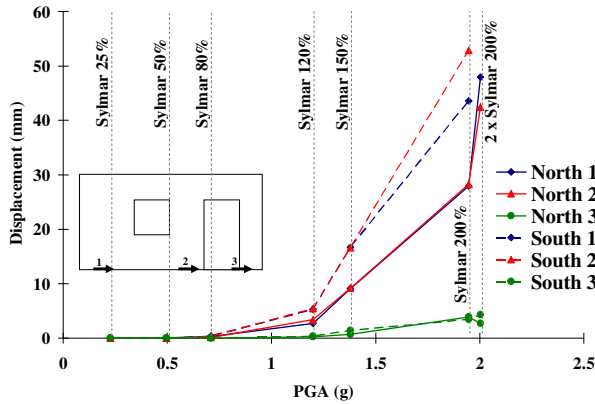 60
50
40
30
20
10
0
Displacement (mm)
Sylmar 25%
Sylmar 50%
Sylmar 80%
Sylmar 120%
Sylmar 150%
Sylmar 200%
2 x Sylmar 200%
1
2
3
North 1
North 2
North 3
South 1
South 2
South 3
0
0.5
1
1.5
2
2.5
PGA (g)